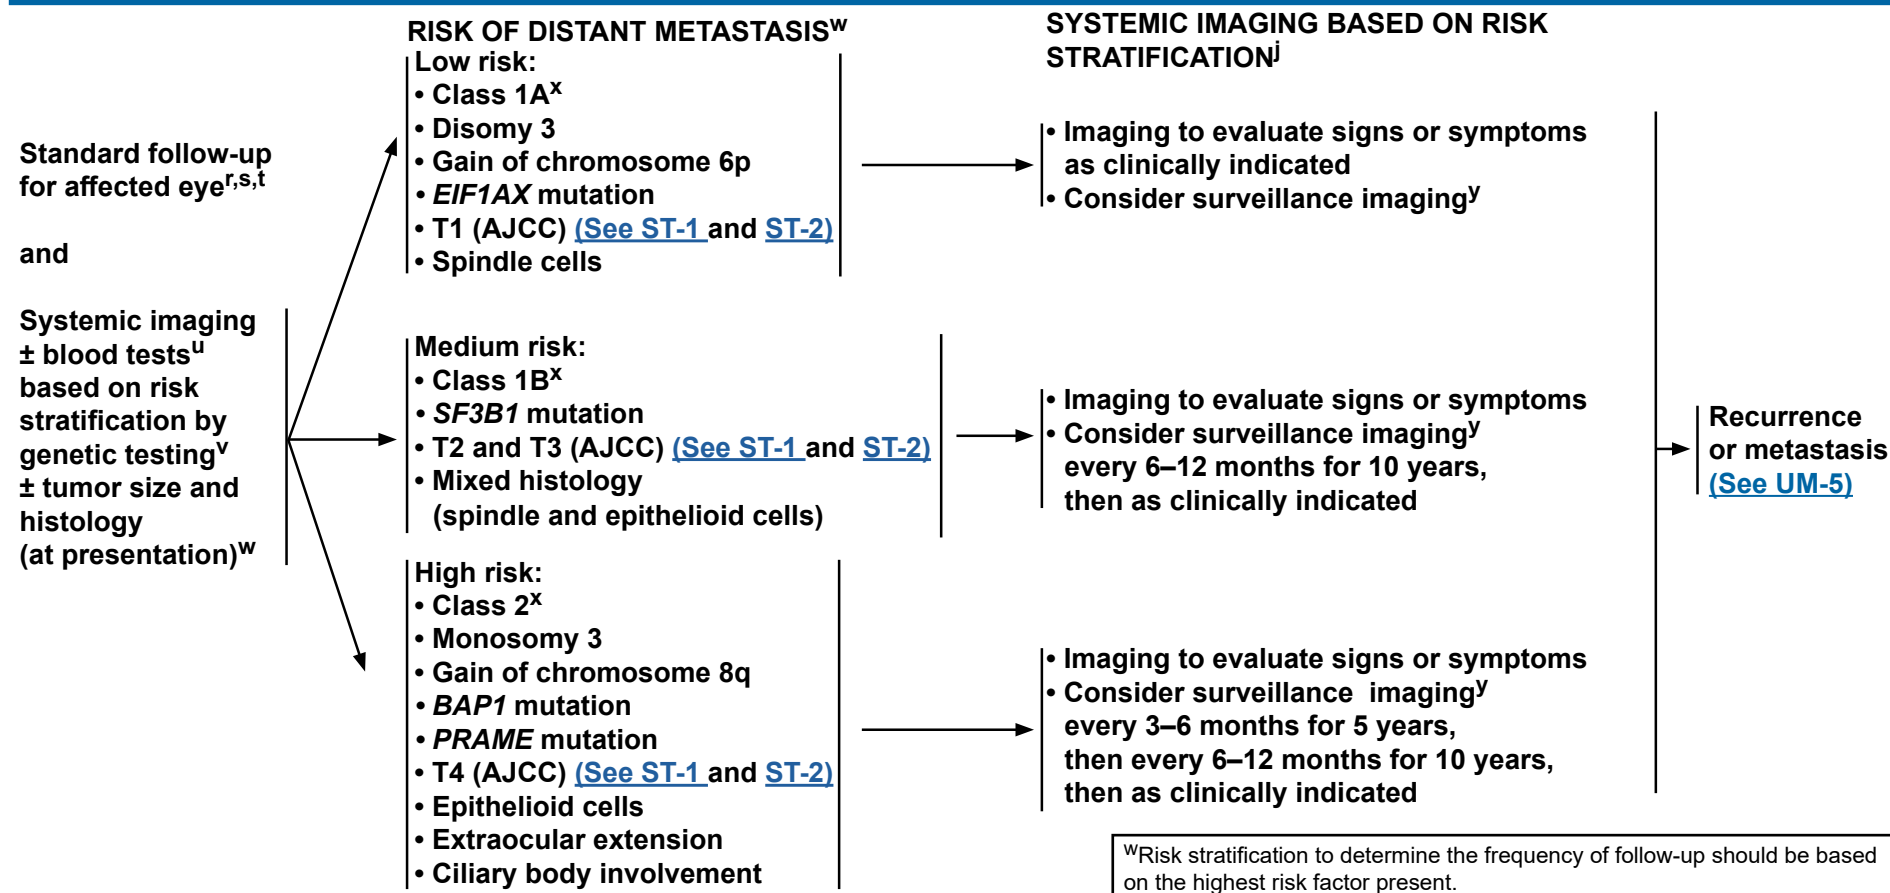 RISK OF DISTANT METASTASISw
SYSTEMIC IMAGING BASED ON RISK
STRATIFICATIONj
Standard follow-up
for affected eyer,s,t
and
Systemic imaging
± blood testsu
based on risk
stratification by
genetic testingv
± tumor size and
histology
(at presentation)w
Low risk:
• Class 1Ax
• Disomy 3
• Gain of chromosome 6p
• EIF1AX mutation
• T1 (AJCC) (See ST-1 and ST-2)
• Spindle cells
• Imaging to evaluate signs or symptoms
as clinically indicated
• Consider surveillance imagingy
Medium risk:
• Class 1Bx
• SF3B1 mutation
• T2 and T3 (AJCC) (See ST-1 and ST-2)
• Mixed histology
(spindle and epithelioid cells)
• Imaging to evaluate signs or symptoms
• Consider surveillance imagingy
every 6–12 months for 10 years,
then as clinically indicated
High risk:
• Class 2x
• Monosomy 3
• Gain of chromosome 8q
• BAP1 mutation
• PRAME mutation
• T4 (AJCC) (See ST-1 and ST-2)
• Epithelioid cells
• Extraocular extension
• Ciliary body involvement
• Imaging to evaluate signs or symptoms
• Consider surveillance imagingy
every 3–6 months for 5 years,
then every 6–12 months for 10 years,
then as clinically indicated
Recurrence
or metastasis
(See UM-5)
wRisk stratification to determine the frequency of follow-up should be based
on the highest risk factor present.